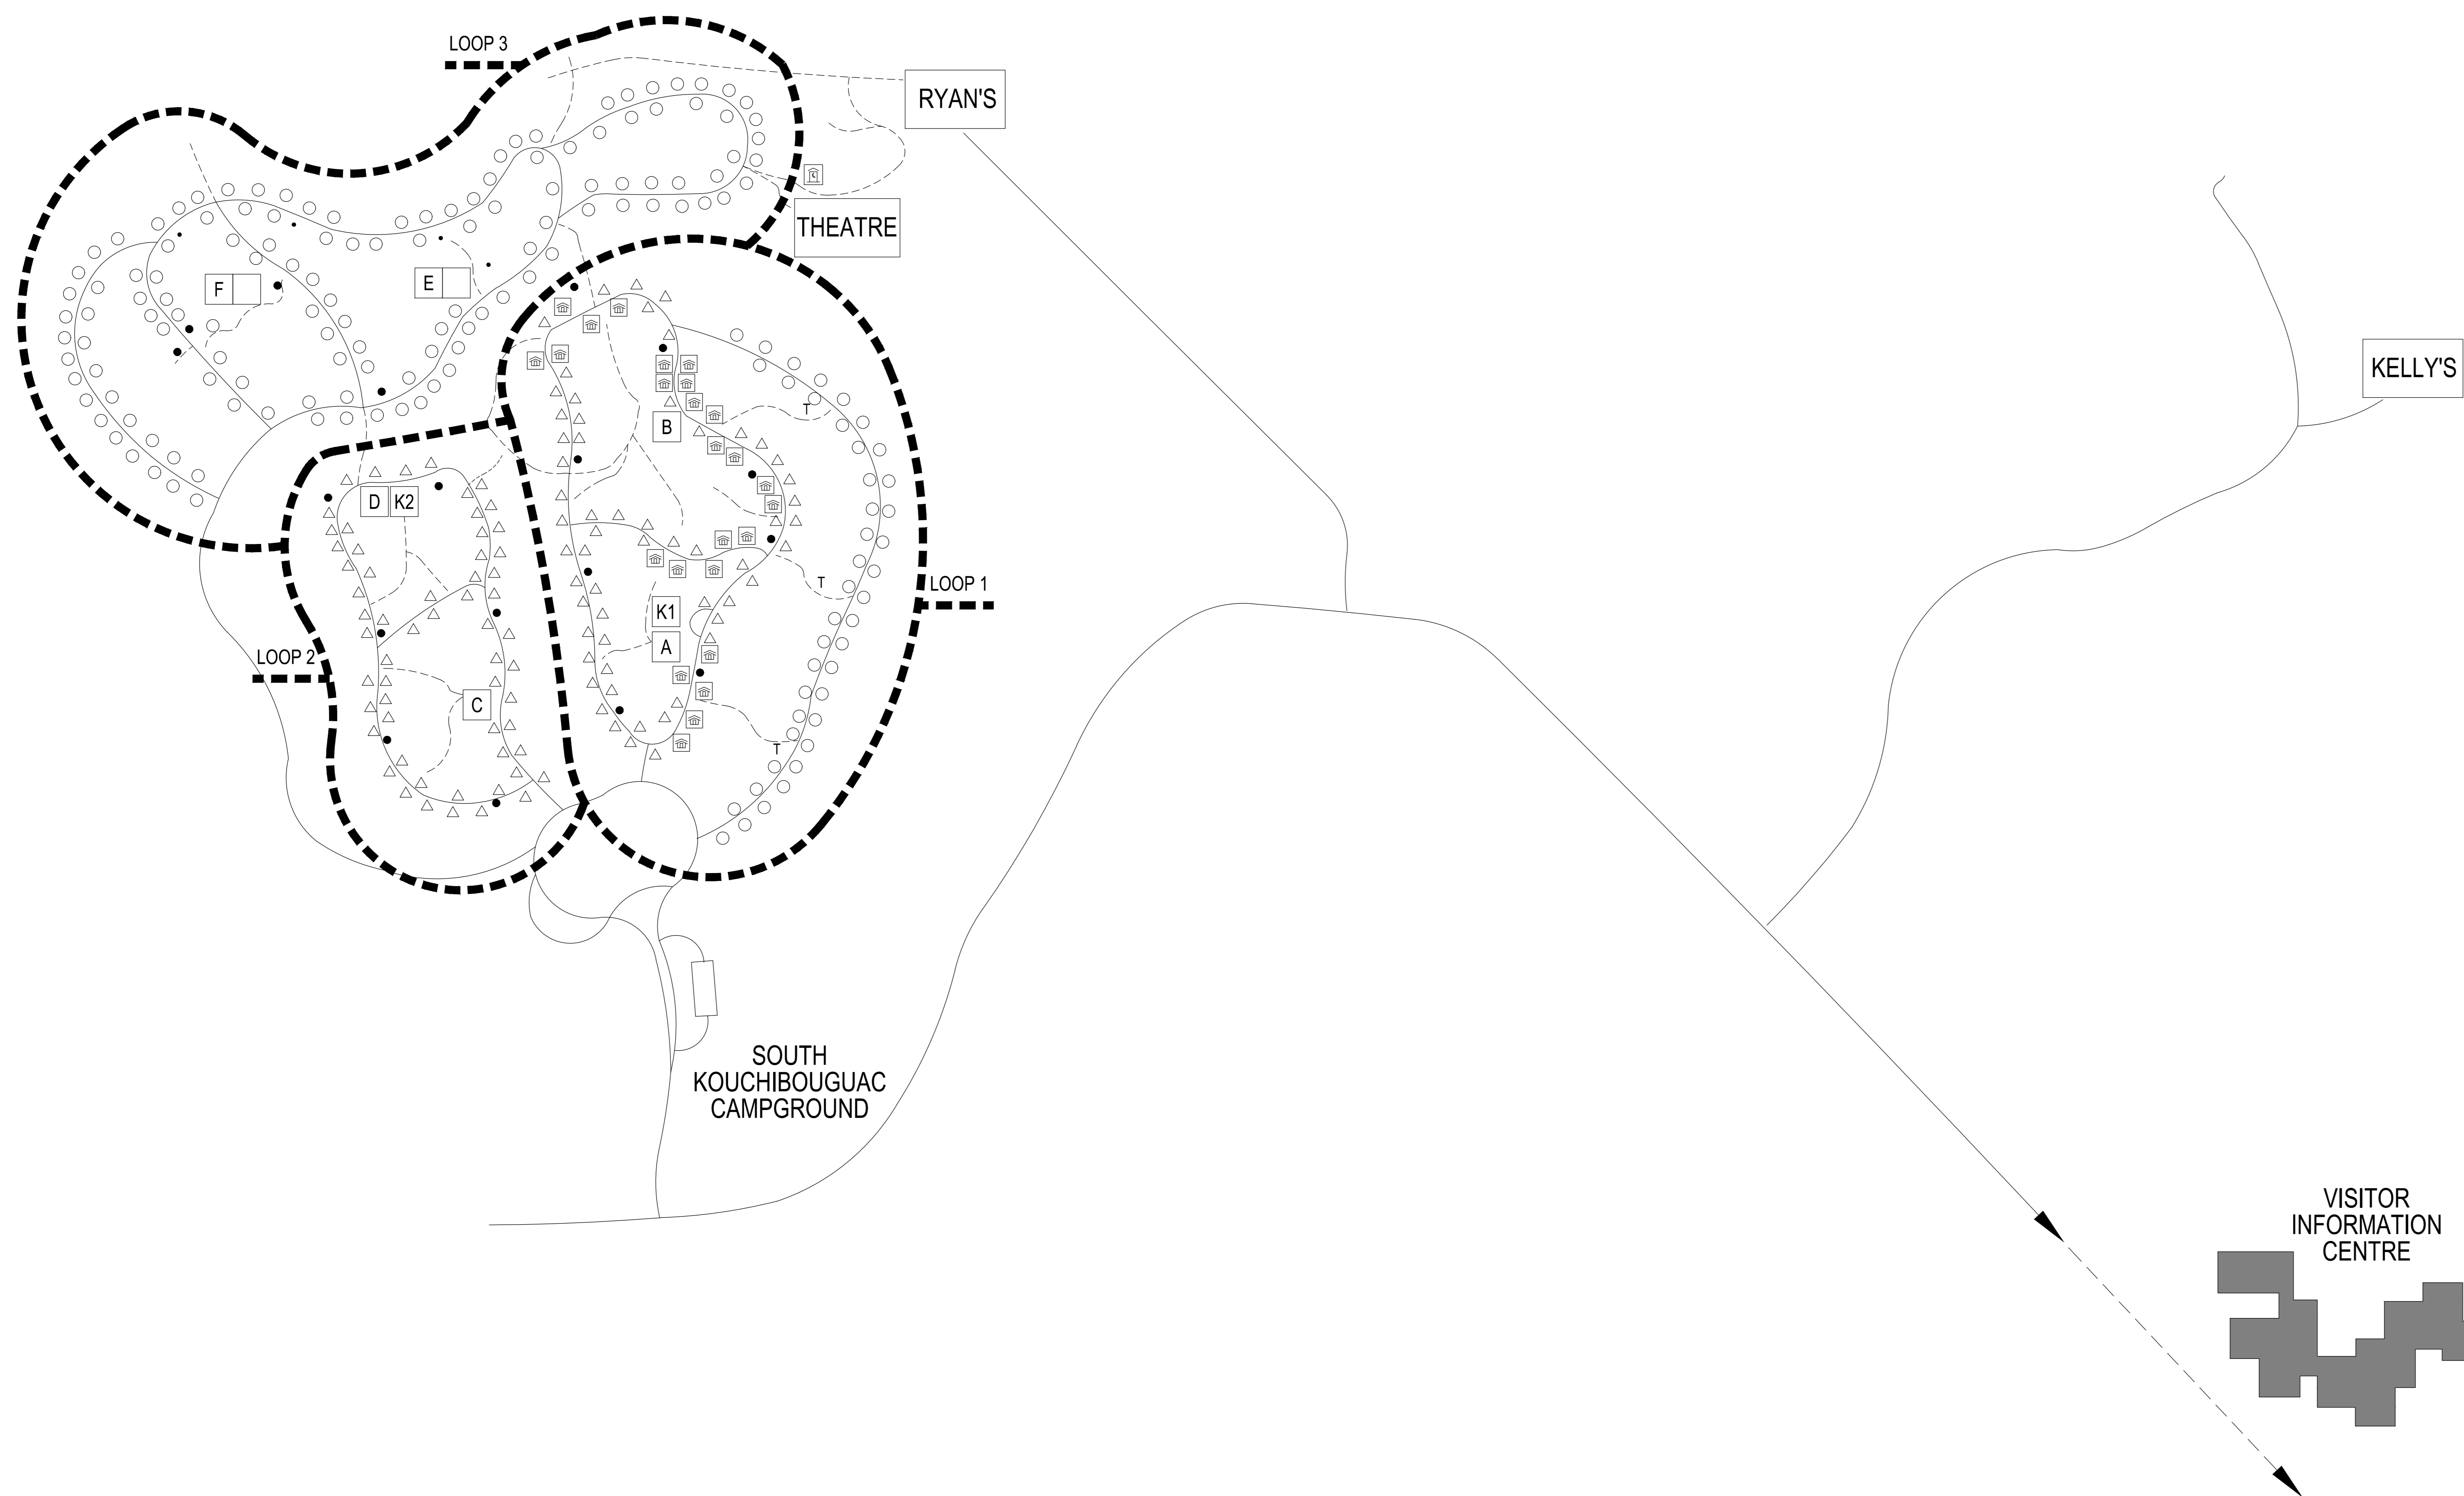 LOOP 3
RYAN'S
THEATRE
F
E
KELLY'S
T
B
D
K2
T
LOOP 1
K1
A
LOOP 2
C
T
SOUTH
KOUCHIBOUGUAC
CAMPGROUND
VISITOR
INFORMATION
CENTRE